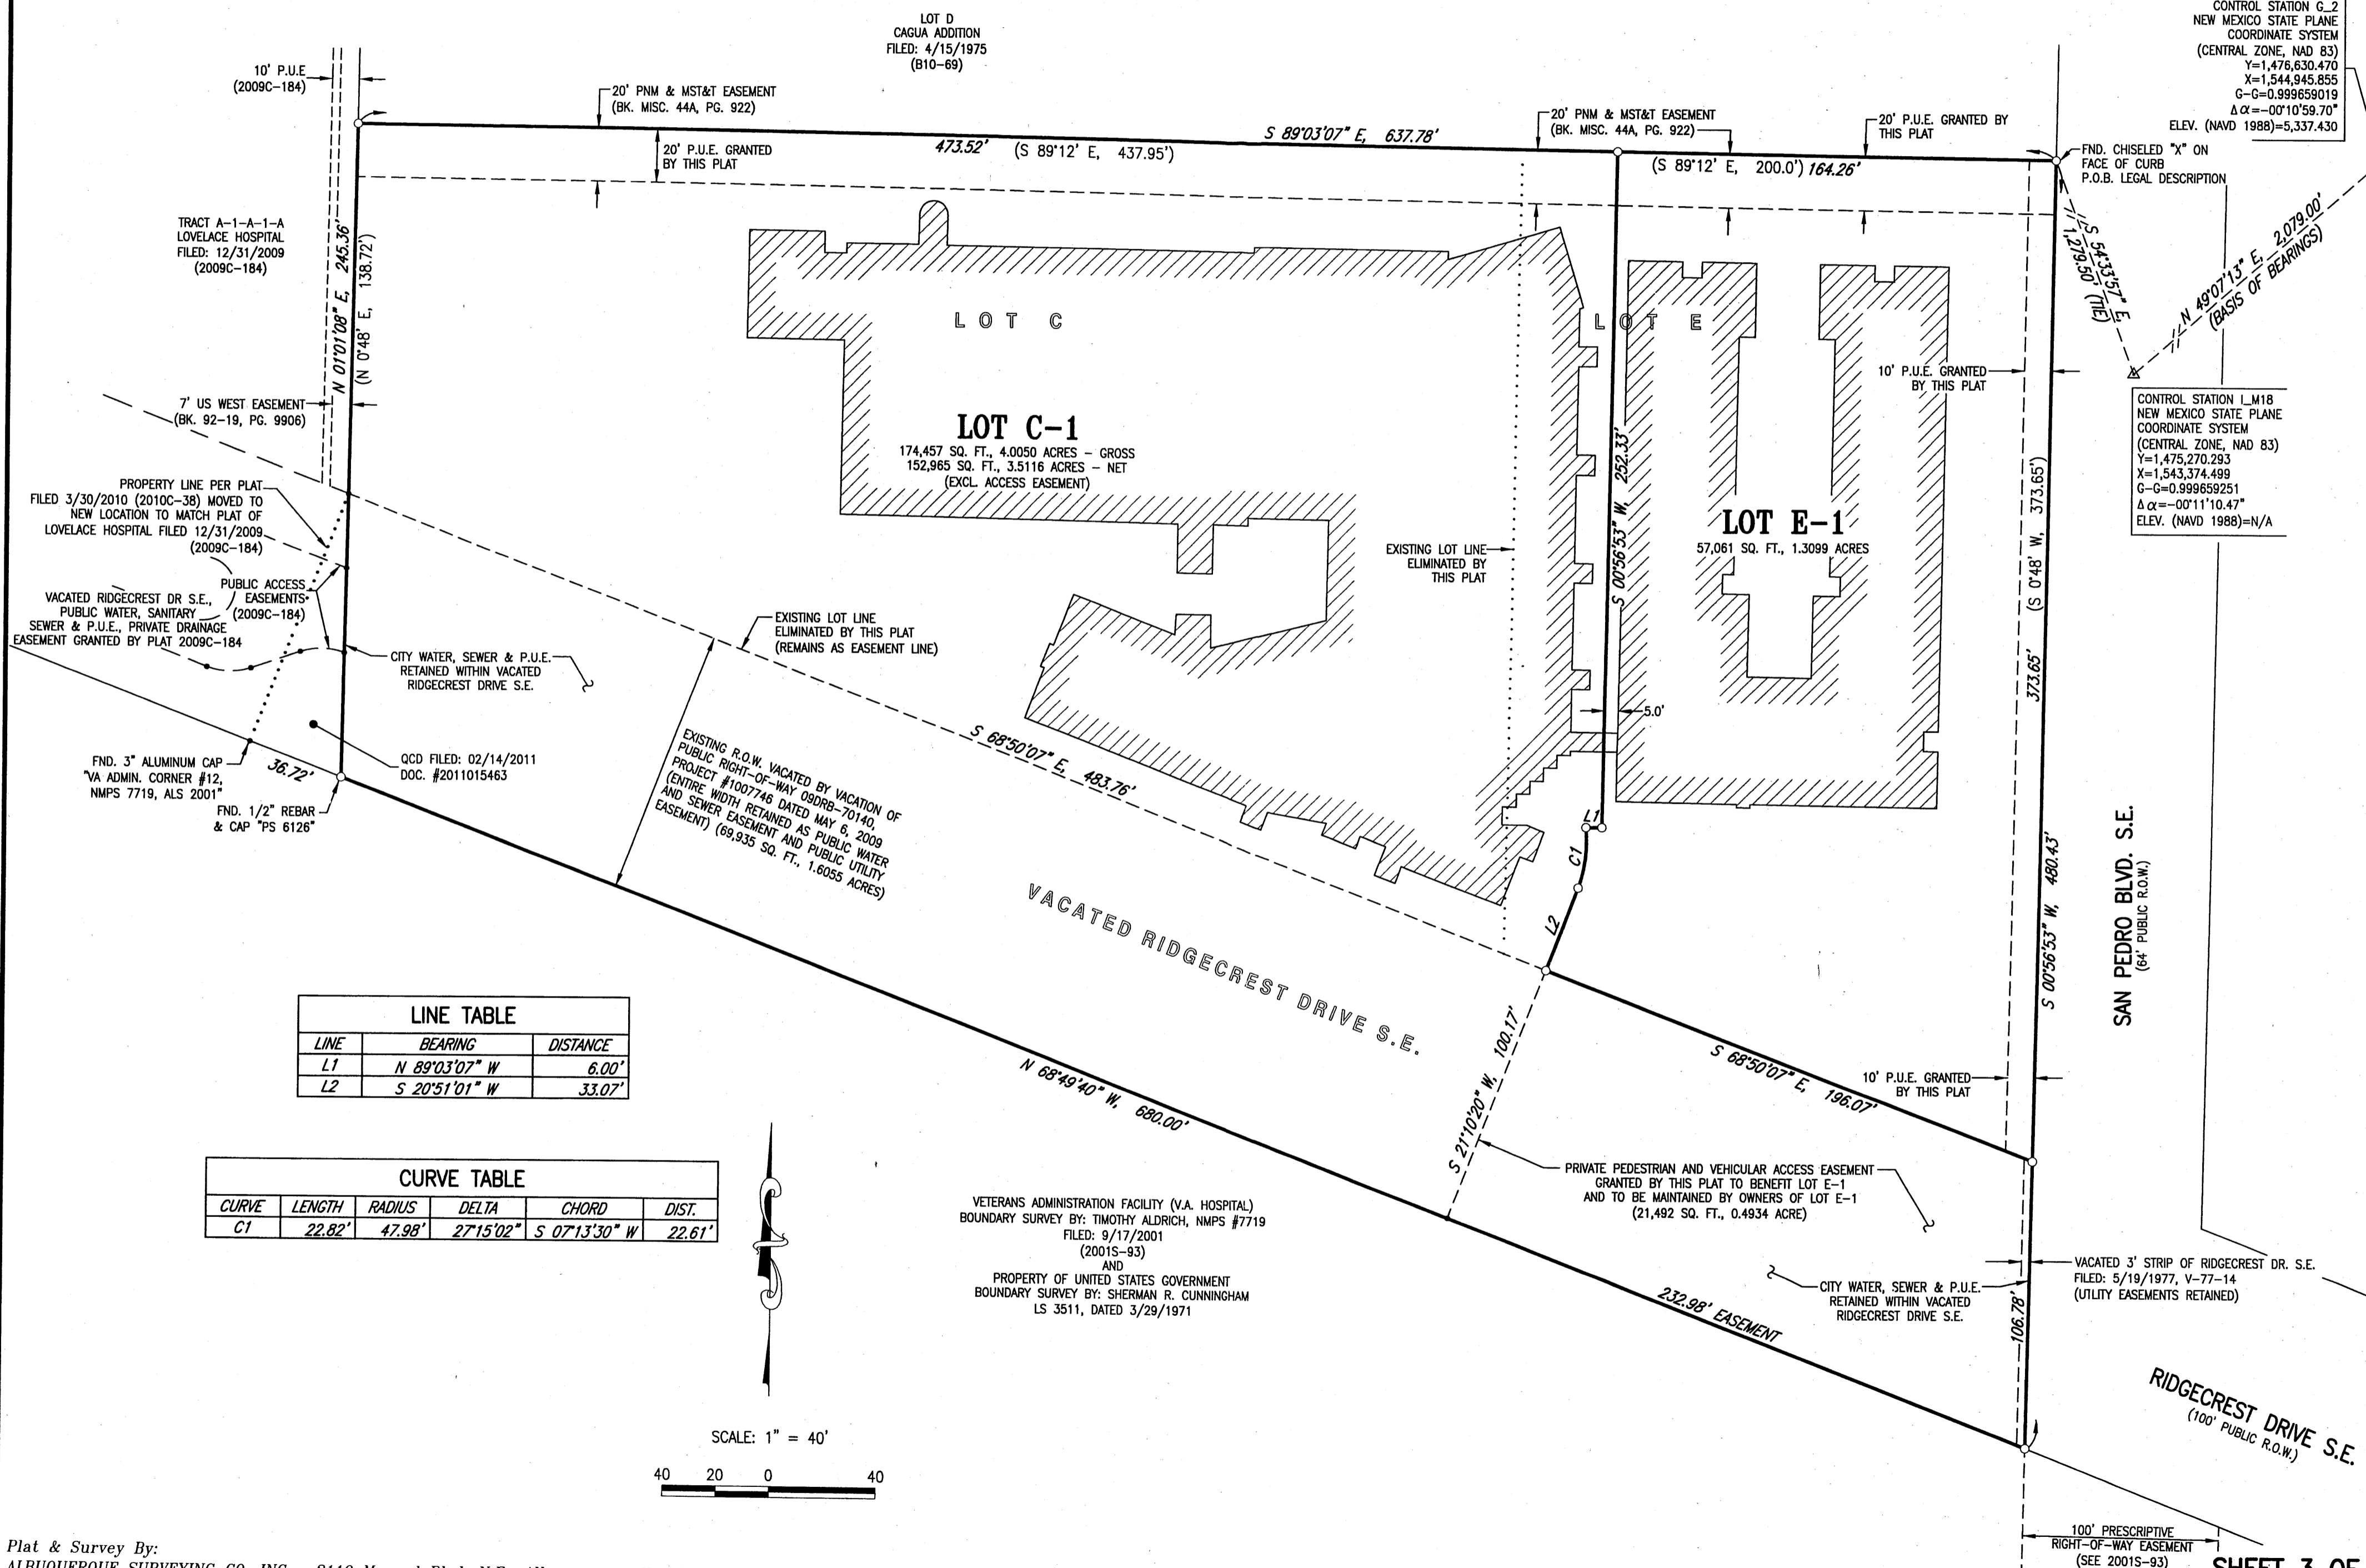 LOT D
CAGUA ADDITION
FILED: 4/15/1975
(B10-69)
CONTROL STATION G_2
NEW MEXICO STATE PLANE
COORDINATE SYSTEM
(CENTRAL ZONE, NAD 83)
Y=1,476,630.470
X=1,544,945.855
G-G=0.999659019
Δα=-00°10'59.70"
ELEV. (NAVD 1988)=5,337.430
10' P.U.E
(2009C-184)
20' PNM & MST&T EASEMENT
(BK. MISC. 44A, PG. 922)
20' P.U.E. GRANTED
BY THIS PLAT
473.52'
(S 89°12' E, 437.95')
S 89°03'07" E, 637.78'
20' PNM & MST&T EASEMENT
(BK. MISC. 44A, PG. 922)
20' P.U.E. GRANTED BY
THIS PLAT
(S 89°12' E, 200.0') 164.26'
FND. CHISELED "X" ON
FACE OF CURB
P.O.B. LEGAL DESCRIPTION
S 54°33'57" E,
1,279.50' (TIE)
N 49°07'13" E, 2,079.00'
(BASIS OF BEARINGS)
TRACT A-1-A-1-A
LOVELACE HOSPITAL
FILED: 12/31/2009
(2009C-184)
N 01°01'08" E, 245.36'
(N 0°48' E, 138.72')
LOT C
LOT E
10' P.U.E. GRANTED
BY THIS PLAT
CONTROL STATION I_M18
NEW MEXICO STATE PLANE
COORDINATE SYSTEM
(CENTRAL ZONE, NAD 83)
Y=1,475,270.293
X=1,543,374.499
G-G=0.999659251
Δα=-00°11'10.47"
ELEV. (NAVD 1988)=N/A
7' US WEST EASEMENT
(BK. 92-19, PG. 9906)
LOT C-1
174,457 SQ. FT., 4.0050 ACRES - GROSS
152,965 SQ. FT., 3.5116 ACRES - NET
(EXCL. ACCESS EASEMENT)
S 00°56'53" W, 252.33'
LOT E-1
57,061 SQ. FT., 1.3099 ACRES
373.65' (S 0°48' W, 373.65')
PROPERTY LINE PER PLAT
FILED 3/30/2010 (2010C-38) MOVED TO
NEW LOCATION TO MATCH PLAT OF
LOVELACE HOSPITAL FILED 12/31/2009
(2009C-184)
EXISTING LOT LINE
ELIMINATED BY
THIS PLAT
PUBLIC ACCESS
EASEMENTS
(2009C-184)
VACATED RIDGECREST DR S.E.,
PUBLIC WATER, SANITARY
SEWER & P.U.E., PRIVATE DRAINAGE
EASEMENT GRANTED BY PLAT 2009C-184
EXISTING LOT LINE
ELIMINATED BY THIS PLAT
(REMAINS AS EASEMENT LINE)
CITY WATER, SEWER & P.U.E.
RETAINED WITHIN VACATED
RIDGECREST DRIVE S.E.
5.0'
EXISTING R.O.W. VACATED BY VACATION OF
PUBLIC RIGHT-OF-WAY 09DRB-70140,
PROJECT #1007746 DATED MAY 6, 2009
(ENTIRE WIDTH RETAINED AS PUBLIC WATER
AND SEWER EASEMENT AND PUBLIC UTILITY
EASEMENT) (69,935 SQ. FT., 1.6055 ACRES)
S 68°50'07" E, 483.76'
FND. 3" ALUMINUM CAP
"VA ADMIN. CORNER #12,
NMPS 7719, ALS 2001"
36.72'
QCD FILED: 02/14/2011
DOC. #2011015463
FND. 1/2" REBAR
& CAP "PS 6126"
L1
C1
L2
S 00°56'53" W, 480.43'
SAN PEDRO BLVD. S.E.
(64' PUBLIC R.O.W.)
VACATED RIDGECREST DRIVE S.E.
LINE TABLE
LINE BEARING DISTANCE
L1 N 89°03'07" W 6.00'
L2 S 20°51'01" W 33.07'
N 68°49'40" W, 680.00'
S 21°10'20" W, 100.17'
S 68°50'07" E, 196.07'
10' P.U.E. GRANTED
BY THIS PLAT
CURVE TABLE
CURVE LENGTH RADIUS DELTA CHORD DIST.
C1 22.82' 47.98' 27°15'02" S 07°13'30" W 22.61'
PRIVATE PEDESTRIAN AND VEHICULAR ACCESS EASEMENT
GRANTED BY THIS PLAT TO BENEFIT LOT E-1
AND TO BE MAINTAINED BY OWNERS OF LOT E-1
(21,492 SQ. FT., 0.4934 ACRE)
VETERANS ADMINISTRATION FACILITY (V.A. HOSPITAL)
BOUNDARY SURVEY BY: TIMOTHY ALDRICH, NMPS #7719
FILED: 9/17/2001
(2001S-93)
AND
PROPERTY OF UNITED STATES GOVERNMENT
BOUNDARY SURVEY BY: SHERMAN R. CUNNINGHAM
LS 3511, DATED 3/29/1971
VACATED 3' STRIP OF RIDGECREST DR. S.E.
FILED: 5/19/1977, V-77-14
(UTILITY EASEMENTS RETAINED)
CITY WATER, SEWER & P.U.E.
RETAINED WITHIN VACATED
RIDGECREST DRIVE S.E.
106.78'
232.98' EASEMENT
RIDGECREST DRIVE S.E.
(100' PUBLIC R.O.W.)
SCALE: 1" = 40'
40 20 0 40
100' PRESCRIPTIVE
RIGHT-OF-WAY EASEMENT
(SEE 2001S-93)
SHEET 3 OF
Plat & Survey By:
ALBUQUERQUE SURVEYING CO., INC.